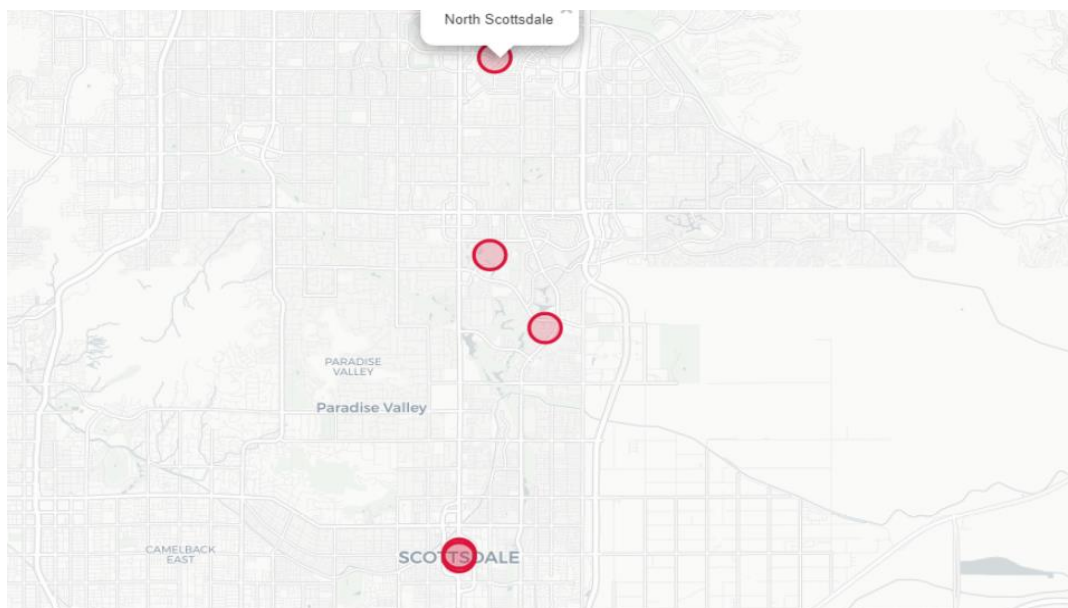 North Scottsdale
PARADISE
VALLEY
Paradise Valley
CAMELBACK
EAST
SCOTTSDALE